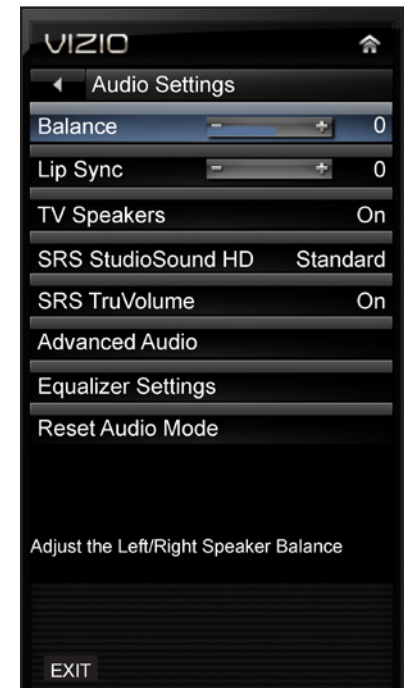 VIZIO
Audio Settings
Balance - + 0
Lip Sync - + 0
TV Speakers On
SRS StudioSound HD Standard
SRS TruVolume On
Advanced Audio
Equalizer Settings
Reset Audio Mode
Adjust the Left/Right Speaker Balance
EXIT